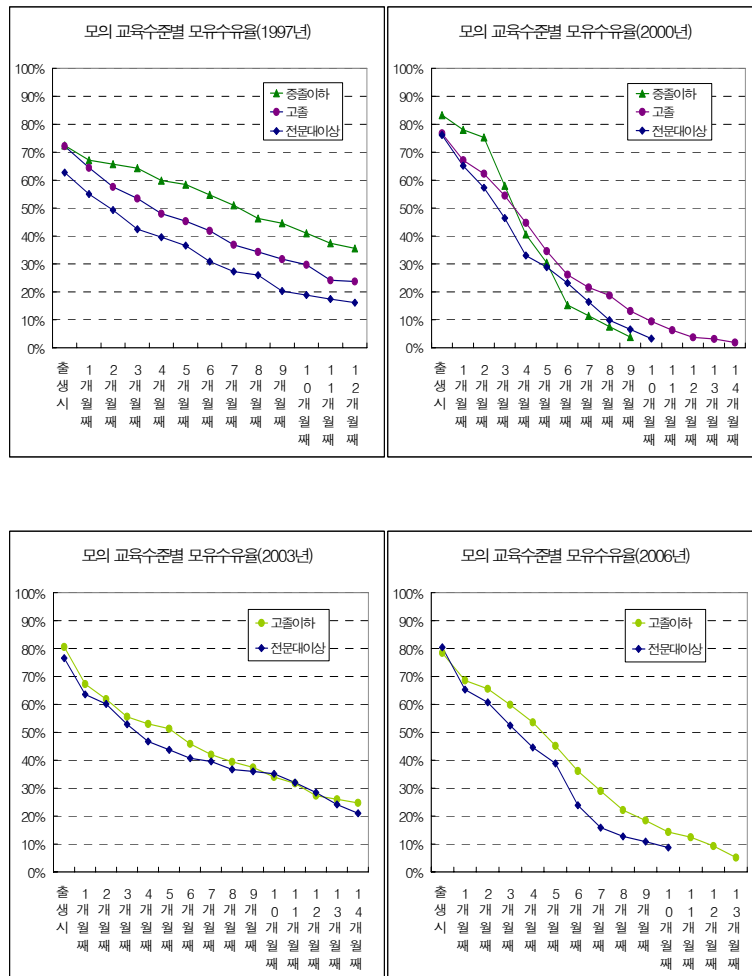 모의 교육수준별 모유수유율(1997년)
100%
90%
80%
70%
60%
50%
40%
30%
20%
10%
0%
중졸이하
고졸
전문대이상
출생시
1개월째
2개월째
3개월째
4개월째
5개월째
6개월째
7개월째
8개월째
9개월째
10개월째
11개월째
12개월째
모의 교육수준별 모유수유율(2000년)
100%
90%
80%
70%
60%
50%
40%
30%
20%
10%
0%
중졸이하
고졸
전문대이상
출생시
1개월째
2개월째
3개월째
4개월째
5개월째
6개월째
7개월째
8개월째
9개월째
10개월째
11개월째
12개월째
13개월째
14개월째
모의 교육수준별 모유수유율(2003년)
100%
90%
80%
70%
60%
50%
40%
30%
20%
10%
0%
고졸이하
전문대이상
출생시
1개월째
2개월째
3개월째
4개월째
5개월째
6개월째
7개월째
8개월째
9개월째
10개월째
11개월째
12개월째
13개월째
14개월째
모의 교육수준별 모유수유율(2006년)
100%
90%
80%
70%
60%
50%
40%
30%
20%
10%
0%
고졸이하
전문대이상
출생시
1개월째
2개월째
3개월째
4개월째
5개월째
6개월째
7개월째
8개월째
9개월째
10개월째
11개월째
12개월째
13개월째